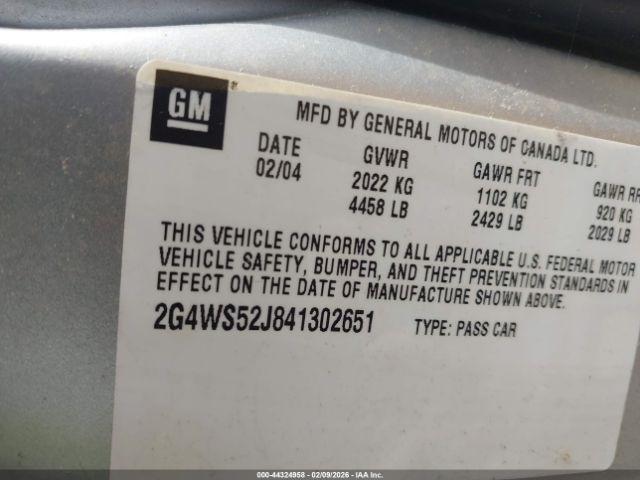 GM
MFD BY GENERAL MOTORS OF CANADA LTD.
DATE GVWR GAWR FRT GAWR RR
02/04 2022 KG 1102 KG 920 KG
4458 LB 2429 LB 2029 LB
THIS VEHICLE CONFORMS TO ALL APPLICABLE U.S. FEDERAL MOTOR
VEHICLE SAFETY, BUMPER, AND THEFT PREVENTION STANDARDS IN
EFFECT ON THE DATE OF MANUFACTURE SHOWN ABOVE.
2G4WS52J841302651 TYPE: PASS CAR
000-44324958 - 02/09/2026 - IAA Inc.